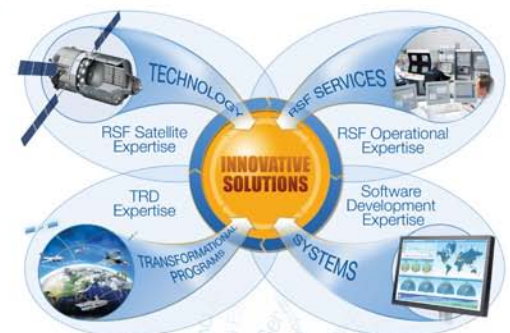 TECHNOLOGY
RSF SERVICES
RSF Satellite
Expertise
RSF Operational
Expertise
INNOVATIVE
SOLUTIONS
TRD
Expertise
Software
Development
Expertise
TRANSFORMATIONAL
PROGRAMS
SYSTEMS